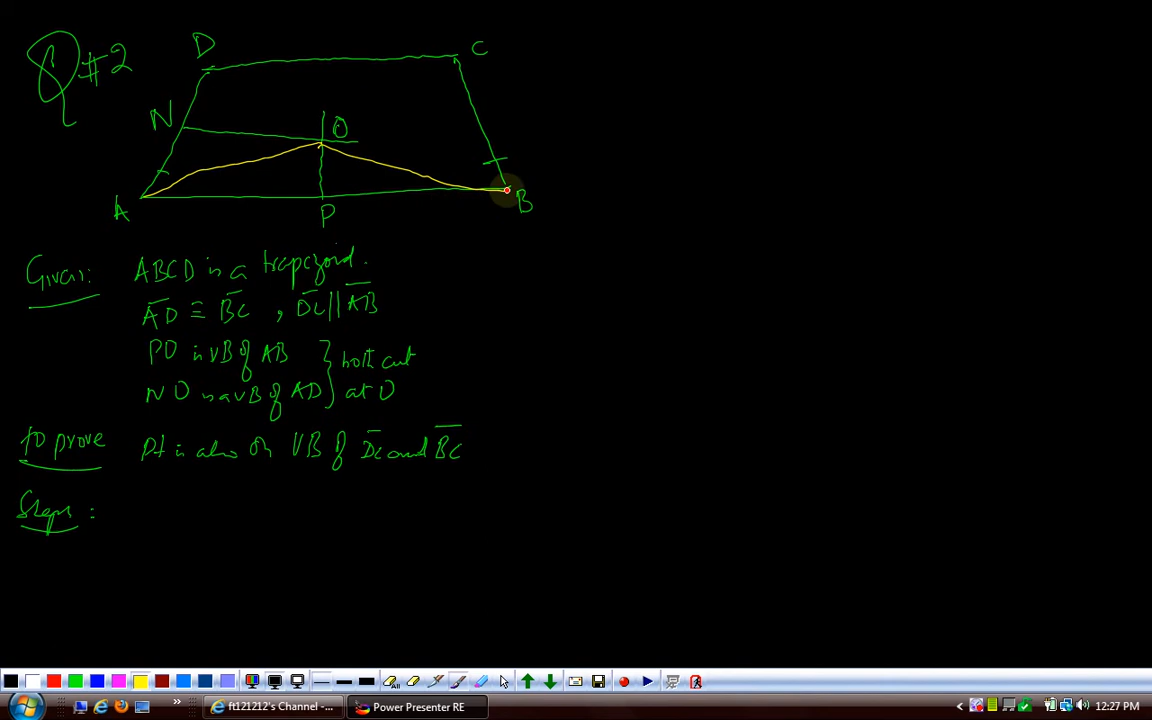 Q#2
D
C
N
O
A
P
B
Given: ABCD is a trapezoid.
AD ≡ BC , DC || AB
PO is ⊥B of AB } both cut
NO is a ⊥B of AD } at O
to prove Pt is also on ⊥B of DC and BC
Steps :
ft121212's Channel -...
Power Presenter RE
12:27 PM